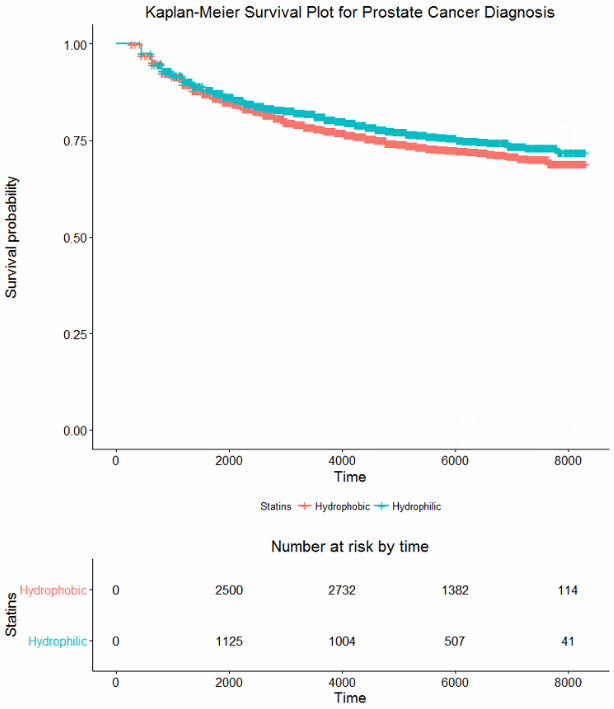 Kaplan-Meier Survival Plot for Prostate Cancer Diagnosis
1.00
0.75
0.50
0.25
0.00
Survival probability
0 2000 4000 6000 8000
Time
Statins Hydrophobic Hydrophilic
Number at risk by time
Statins
Hydrophobic 0 2500 2732 1382 114
Hydrophilic 0 1125 1004 507 41
0 2000 4000 6000 8000
Time